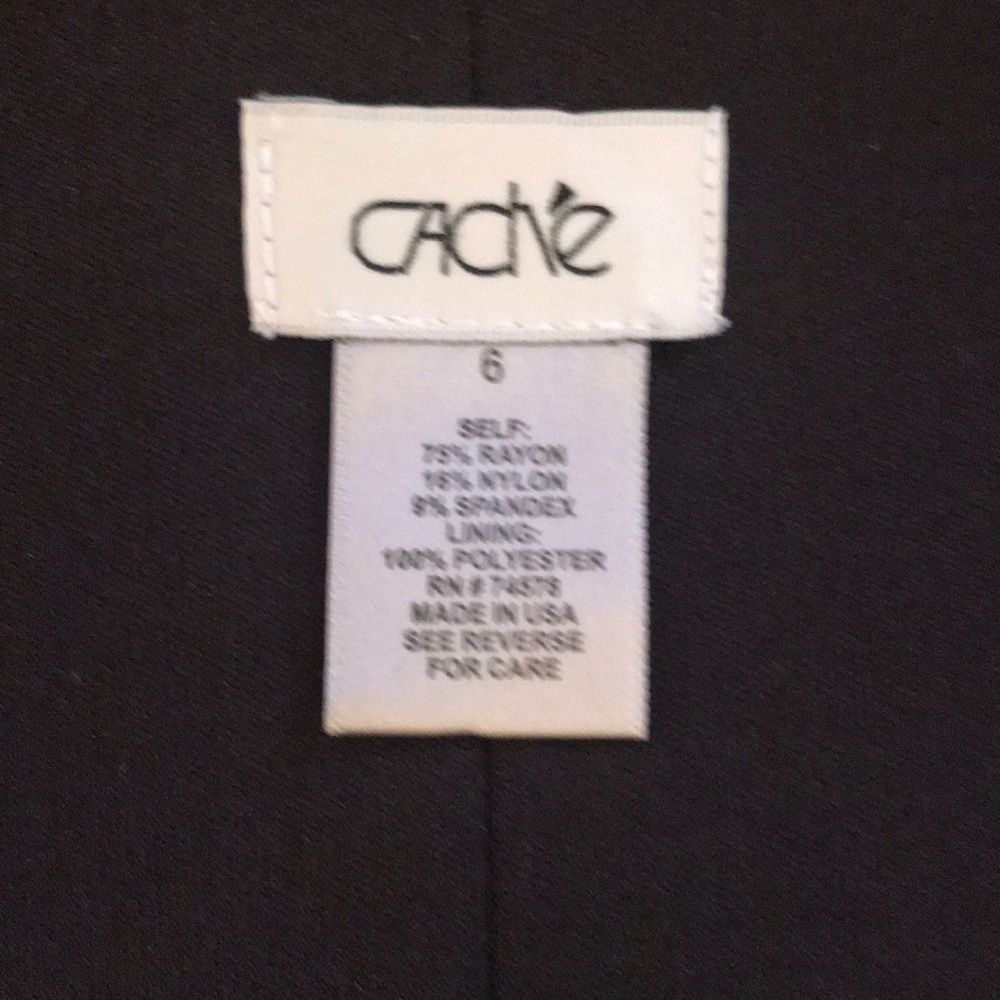 CACHÉ
6
SELF:
75% RAYON
16% NYLON
9% SPANDEX
LINING:
100% POLYESTER
RN #
MADE IN USA
SEE REVERSE
FOR CARE